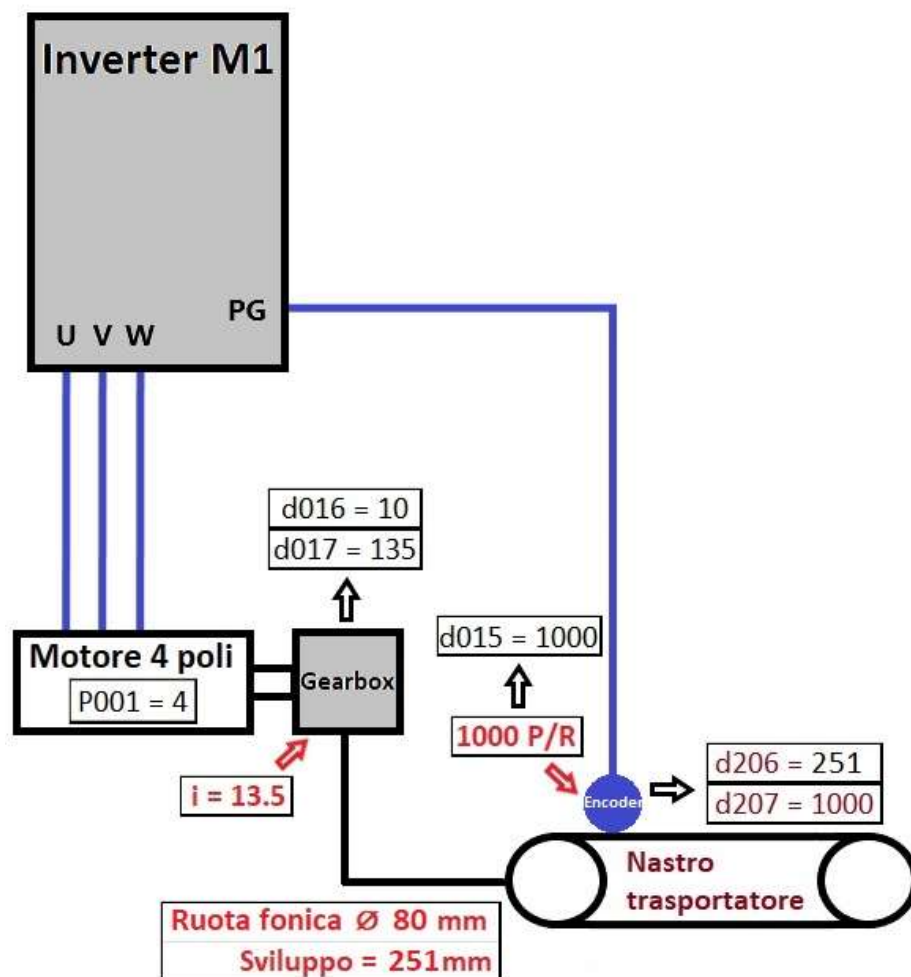 Inverter M1
PG
U V W
d016 = 10
d017 = 135
d015 = 1000
Motore 4 poli
P001 = 4
Gearbox
1000 P/R
i = 13.5
Encoder
d206 = 251
d207 = 1000
Nastro
trasportatore
Ruota fonica Ø 80 mm
Sviluppo = 251mm